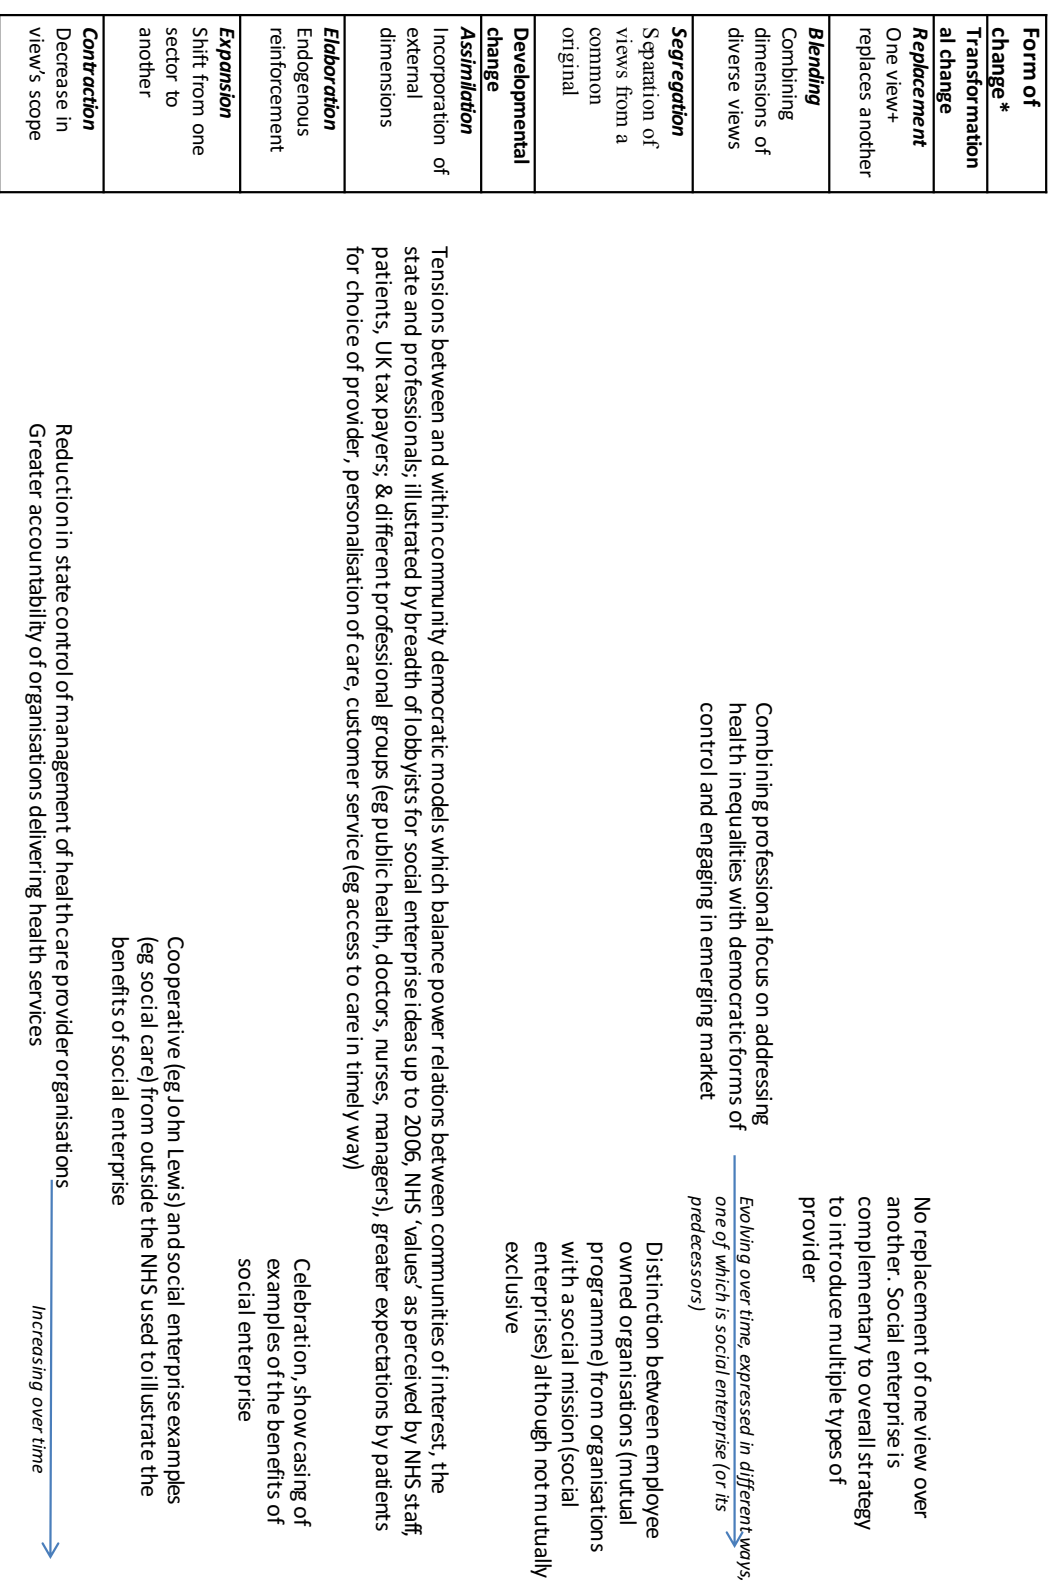 Form of
change*
Transformation
al change
Replacement
One view+
replaces another
No replacement of one view over
another. Social enterprise is
complementary to overall strategy
to introduce multiple types of
provider
Blending
Combining
dimensions of
diverse views
Combining professional focus on addressing
health inequalities with democratic forms of
control and engaging in emerging market
Evolving over time, expressed in different ways,
one of which is social enterprise (or its
predecessors)
Segregation
Separation of
views from a
common
original
Distinction between employee
owned organisations (mutual
programme) from organisations
with a social mission (social
enterprises) although not mutually
exclusive
Developmental
change
Assimilation
Incorporation of
external
dimensions
Tensions between and within community democratic models which balance power relations between communities of interest, the
state and professionals; illustrated by breadth of lobbyists for social enterprise ideas up to 2006, NHS ‘values’ as perceived by NHS staff,
patients, UK tax payers; & different professional groups (eg public health, doctors, nurses, managers), greater expectations by patients
for choice of provider, personalisation of care, customer service (eg access to care in timely way)
Elaboration
Endogenous
reinforcement
Celebration, showcasing of
examples of the benefits of
social enterprise
Expansion
Shift from one
sector to
another
Cooperative (eg John Lewis) and social enterprise examples
(eg social care) from outside the NHS used to illustrate the
benefits of social enterprise
Contraction
Decrease in
view's scope
Reduction in state control of management of health care provider organisations
Greater accountability of organisations delivering health services
Increasing over time